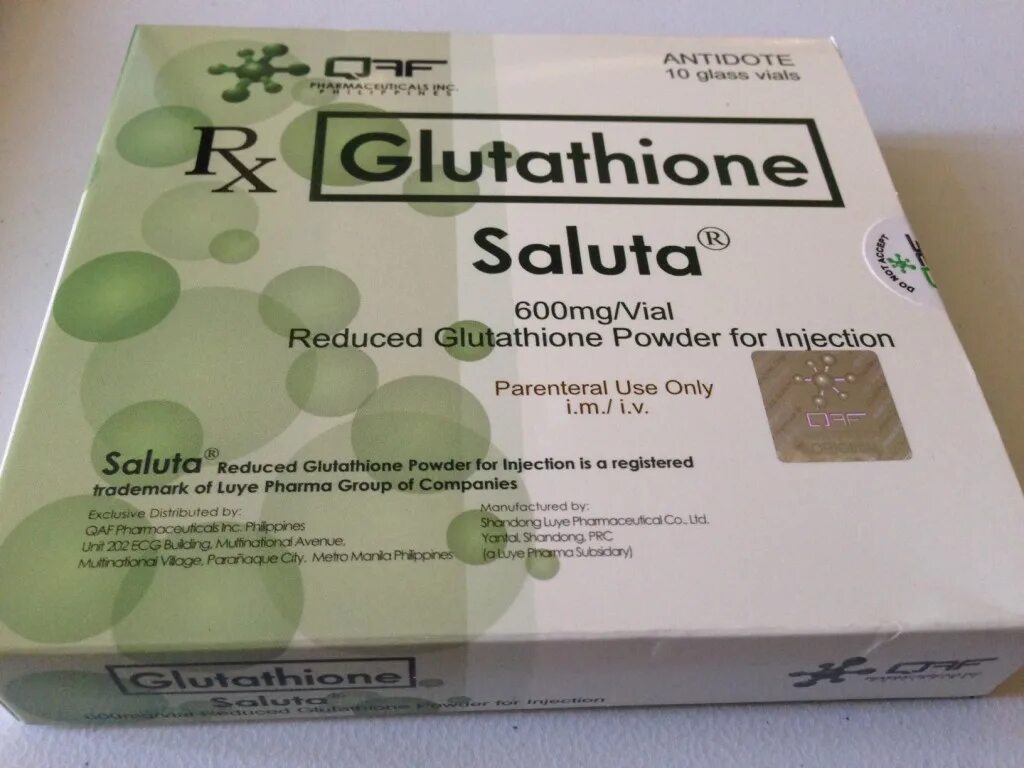 QAF
PHARMACEUTICALS INC.
PHILIPPINES
ANTIDOTE
10 glass vials
Rx
Glutathione
Saluta®
600mg/Vial
Reduced Glutathione Powder for Injection
Parenteral Use Only
i.m./ i.v.
DO NOT ACCEPT
QAF
Saluta® Reduced Glutathione Powder for Injection is a registered
trademark of Luye Pharma Group of Companies
Exclusive Distributed by:
QAF Pharmaceuticals Inc. Philippines
Unit 202 ECG Building, Multinational Avenue,
Multinational Village, Parañaque City. Metro Manila Philippines
Manufactured by:
Shandong Luye Pharmaceutical Co., Ltd.
Yantai, Shandong, PRC
(a Luye Pharma Subsidary)
Glutathione
Saluta®
600mg/Vial Reduced Glutathione Powder for Injection
QAF